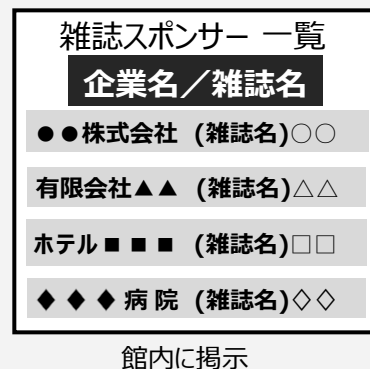 雑誌スポンサー 一覧
企業名／雑誌名
●●株式会社 (雑誌名)○○
有限会社▲▲ (雑誌名)△△
ホテル■■■ (雑誌名)□□
◆◆◆病院 (雑誌名)◇◇
館内に掲示